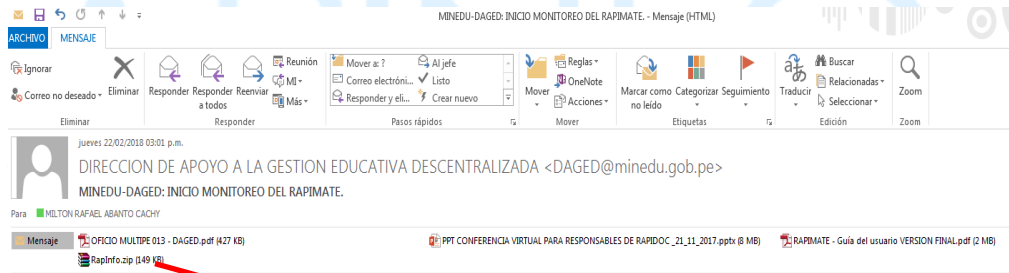 MINEDU-DAGED: INICIO MONITOREO DEL RAPIMATE. - Mensaje (HTML)
ARCHIVO MENSAJE
Ignorar
Correo no deseado
Eliminar
Responder Responder a todos Reenviar
Reunión
MI
Más
Mover a: ? Al jefe
Correo electróni... Listo
Responder y eli... Crear nuevo
Mover
Reglas
OneNote
Acciones
Marcar como no leído Categorizar Seguimiento
Traducir
Buscar
Relacionadas
Seleccionar
Zoom
Eliminar Responder Pasos rápidos Mover Etiquetas Edición Zoom
jueves 22/02/2018 03:01 p.m.
DIRECCION DE APOYO A LA GESTION EDUCATIVA DESCENTRALIZADA <DAGED@minedu.gob.pe>
MINEDU-DAGED: INICIO MONITOREO DEL RAPIMATE.
Para MILTON RAFAEL ABANTO CACHY
Mensaje OFICIO MULTIPE 013 - DAGED.pdf (427 KB) PPT CONFERENCIA VIRTUAL PARA RESPONSABLES DE RAPIDOC _21_11_2017.pptx (8 MB) RAPIMATE - Guía del usuario VERSION FINAL.pdf (2 MB)
RapInfo.zip (149 KB)